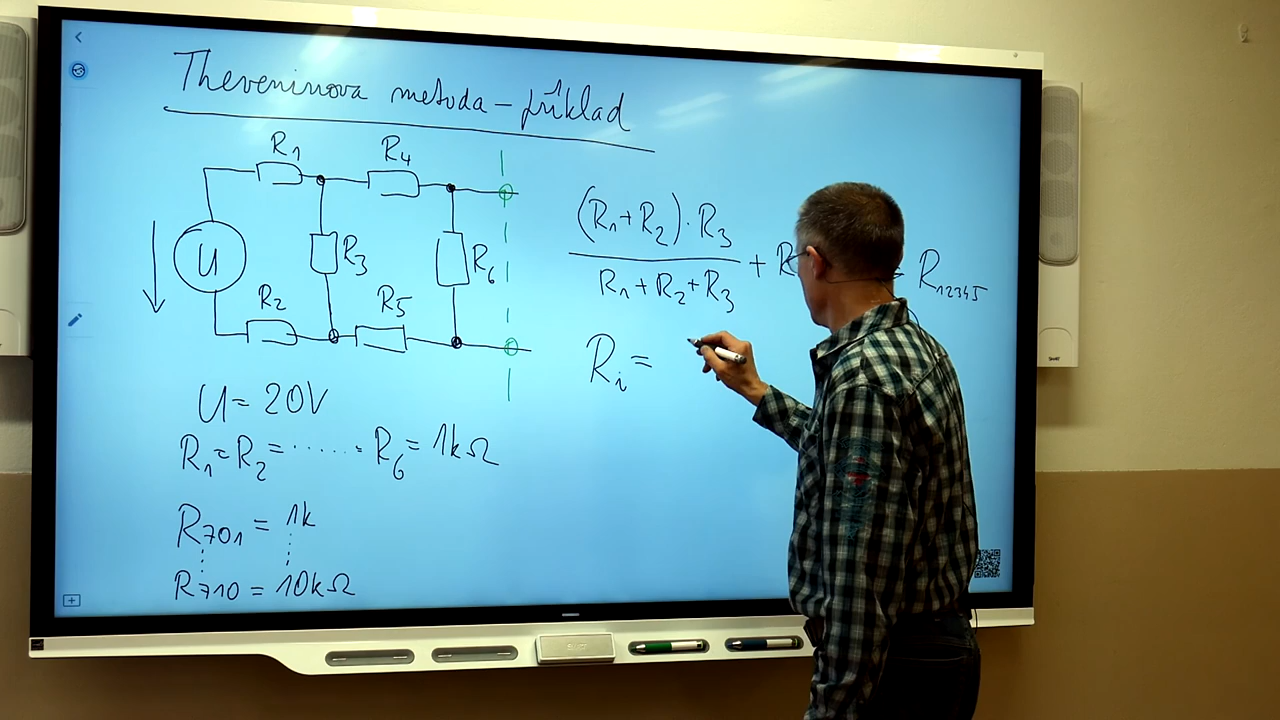 Theveninova metoda – příklad
R1 R4
U R3 R6
R2 R5
(R1+R2)·R3
R1+R2+R3
+ R = R12345
Ri =
U = 20V
R1 = R2 = ...... = R6 = 1kΩ
R701 = 1k
R710 = 10kΩ